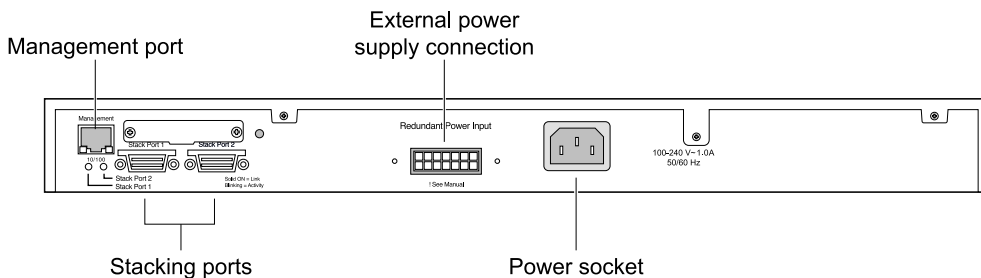 External power
supply connection
Management port
Management
Redundant Power Input
Stack Port 1
Stack Port 2
10/100
Stack Port 2
Stack Port 1
Solid ON = Link
Blinking = Activity
! See Manual
100-240 V~1.0A
50/60 Hz
Stacking ports
Power socket